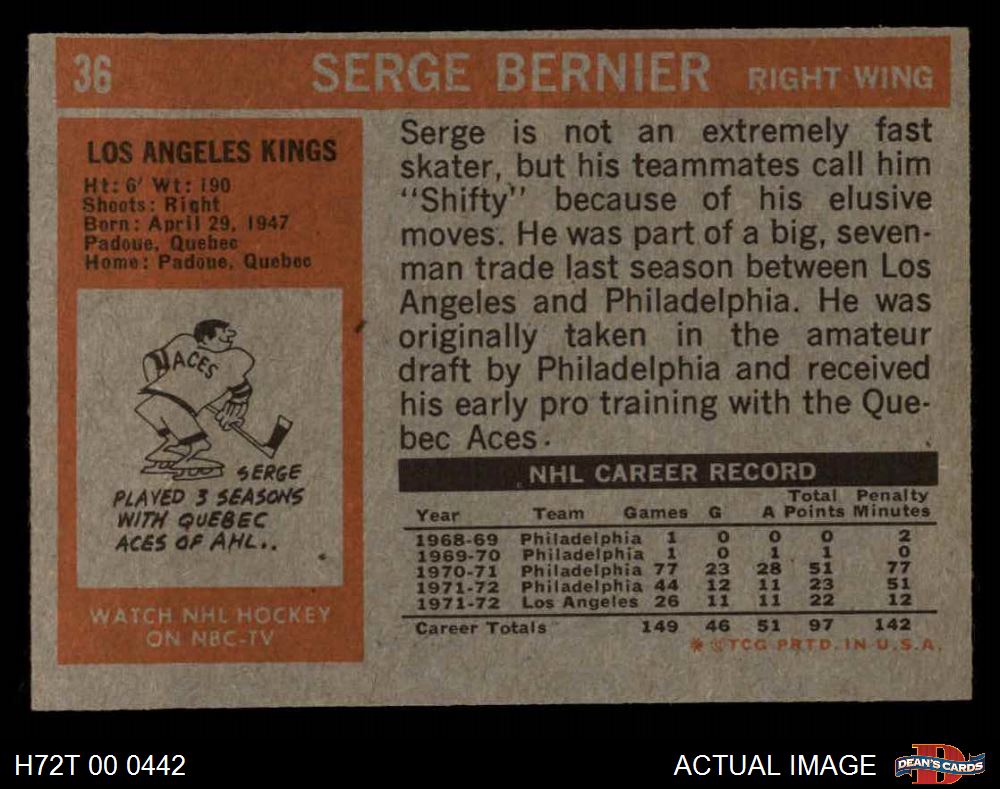 36 SERGE BERNIER RIGHT WING
LOS ANGELES KINGS
Ht: 6' Wt: 190
Shoots: Right
Born: April 29, 1947
Padoue, Quebec
Home: Padoue, Quebec
ACES
SERGE
PLAYED 3 SEASONS
WITH QUEBEC
ACES OF AHL..
WATCH NHL HOCKEY
ON NBC-TV
Serge is not an extremely fast
skater, but his teammates call him
"Shifty" because of his elusive
moves. He was part of a big, seven-
man trade last season between Los
Angeles and Philadelphia. He was
originally taken in the amateur
draft by Philadelphia and received
his early pro training with the Que-
bec Aces.
NHL CAREER RECORD
Total Penalty
Year Team Games G A Points Minutes
1968-69 Philadelphia 1 0 0 0 2
1969-70 Philadelphia 1 0 1 1 0
1970-71 Philadelphia 77 23 28 51 77
1971-72 Philadelphia 44 12 11 23 51
1971-72 Los Angeles 26 11 11 22 12
Career Totals 149 46 51 97 142
* © TCG PRTD. IN U.S.A.
H72T 00 0442
ACTUAL IMAGE
D
DEAN'S CARDS